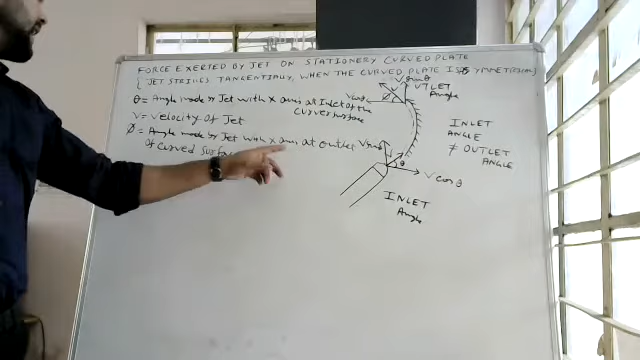 FORCE EXERTED BY JET ON STATIONERY CURVED PLATE
(JET STRIKES TANGENTIALLY, WHEN THE CURVED PLATE IS
θ = Angle made by Jet with x axis at Inlet of the
Curved surface
V = Velocity of Jet
Ø = Angle made by Jet with x axis at outlet
of Curved Surface
OUTLET
Angle
INLET
ANGLE
≠ OUTLET
ANGLE
θ
V cos θ
INLET
Angle